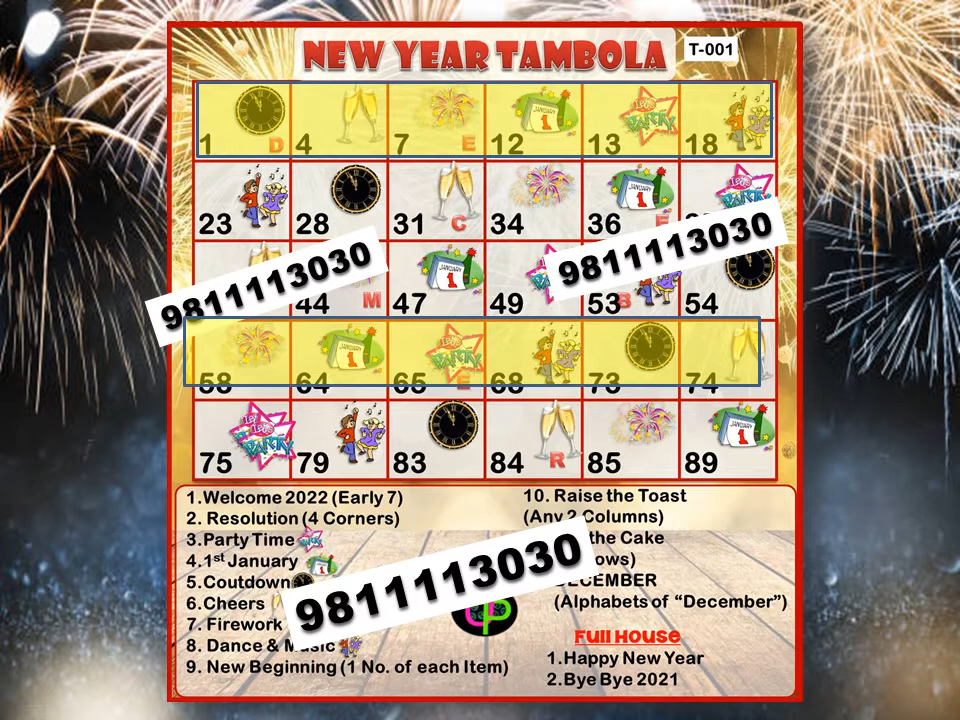 NEW YEAR TAMBOLA T-001
1 D 4 7 E 12 13 18
23 28 31 C 34 36 E
44 M 47 49 53 B 54
58 64 65 E 68 73 74
75 79 83 84 R 85 89
9811113030
9811113030
1.Welcome 2022 (Early 7)
2. Resolution (4 Corners)
3.Party Time
4.1st January
5.Coutdown
6.Cheers
7. Firework
8. Dance & Music
9. New Beginning (1 No. of each Item)
9811113030
10. Raise the Toast
(Any 2 Columns)
the Cake
DECEMBER
(Alphabets of “December”)
Full House
1.Happy New Year
2.Bye Bye 2021